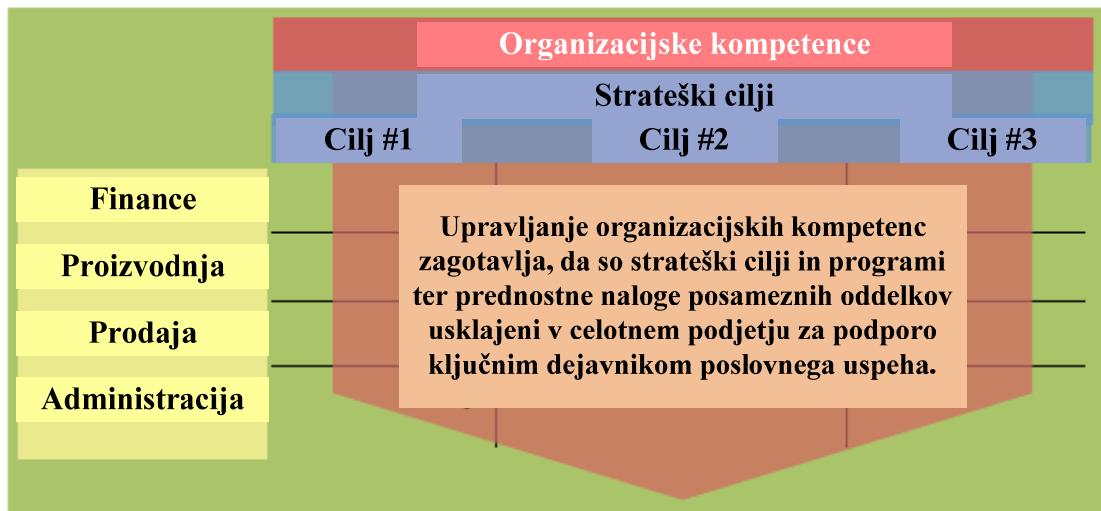 Organizacijske kompetence
Strateški cilji
Cilj #1
Cilj #2
Cilj #3
Finance
Proizvodnja
Prodaja
Administracija
Upravljanje organizacijskih kompetenc
zagotavlja, da so strateški cilji in programi
ter prednostne naloge posameznih oddelkov
usklajeni v celotnem podjetju za podporo
ključnim dejavnikom poslovnega uspeha.